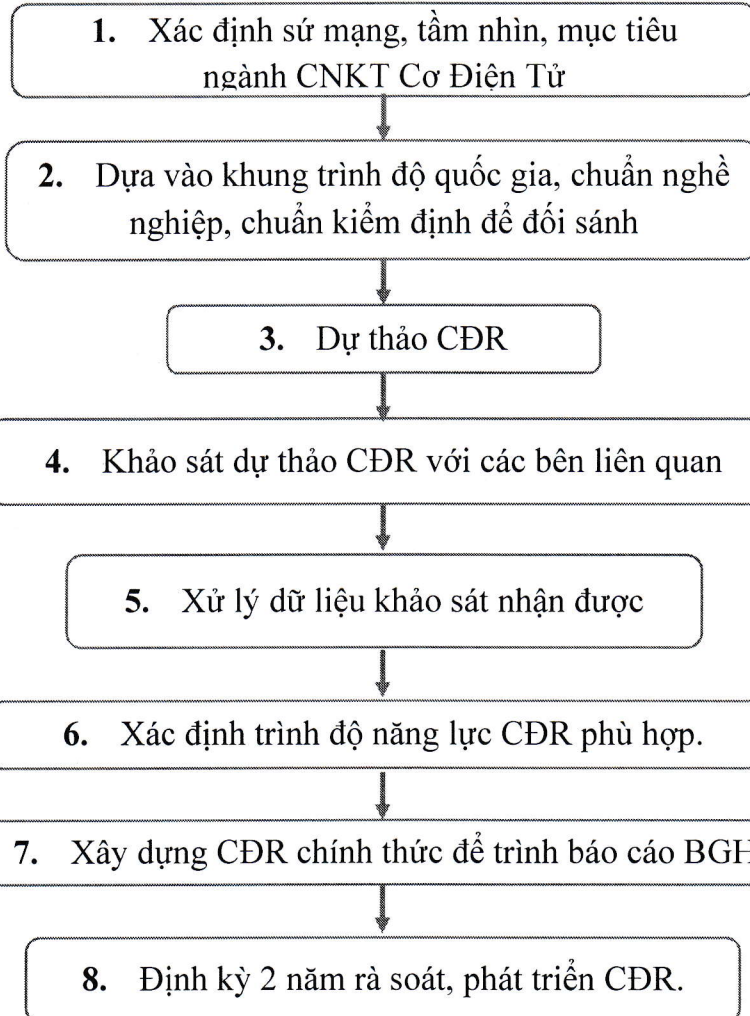 1. Xác định sứ mạng, tầm nhìn, mục tiêu
ngành CNKT Cơ Điện Tử
2. Dựa vào khung trình độ quốc gia, chuẩn nghề
nghiệp, chuẩn kiểm định để đối sánh
3. Dự thảo CĐR
4. Khảo sát dự thảo CĐR với các bên liên quan
5. Xử lý dữ liệu khảo sát nhận được
6. Xác định trình độ năng lực CĐR phù hợp.
7. Xây dựng CĐR chính thức để trình báo cáo BGH
8. Định kỳ 2 năm rà soát, phát triển CĐR.